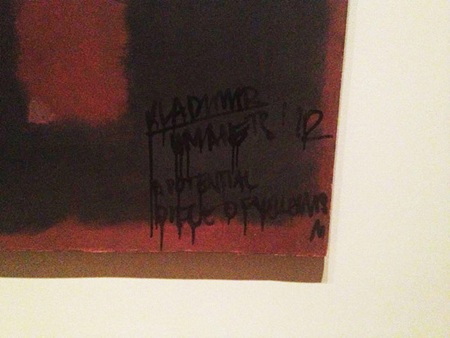 VLADIMIR
UMANETS '12
A POTENTIAL
PIECE OF YELLOWISM